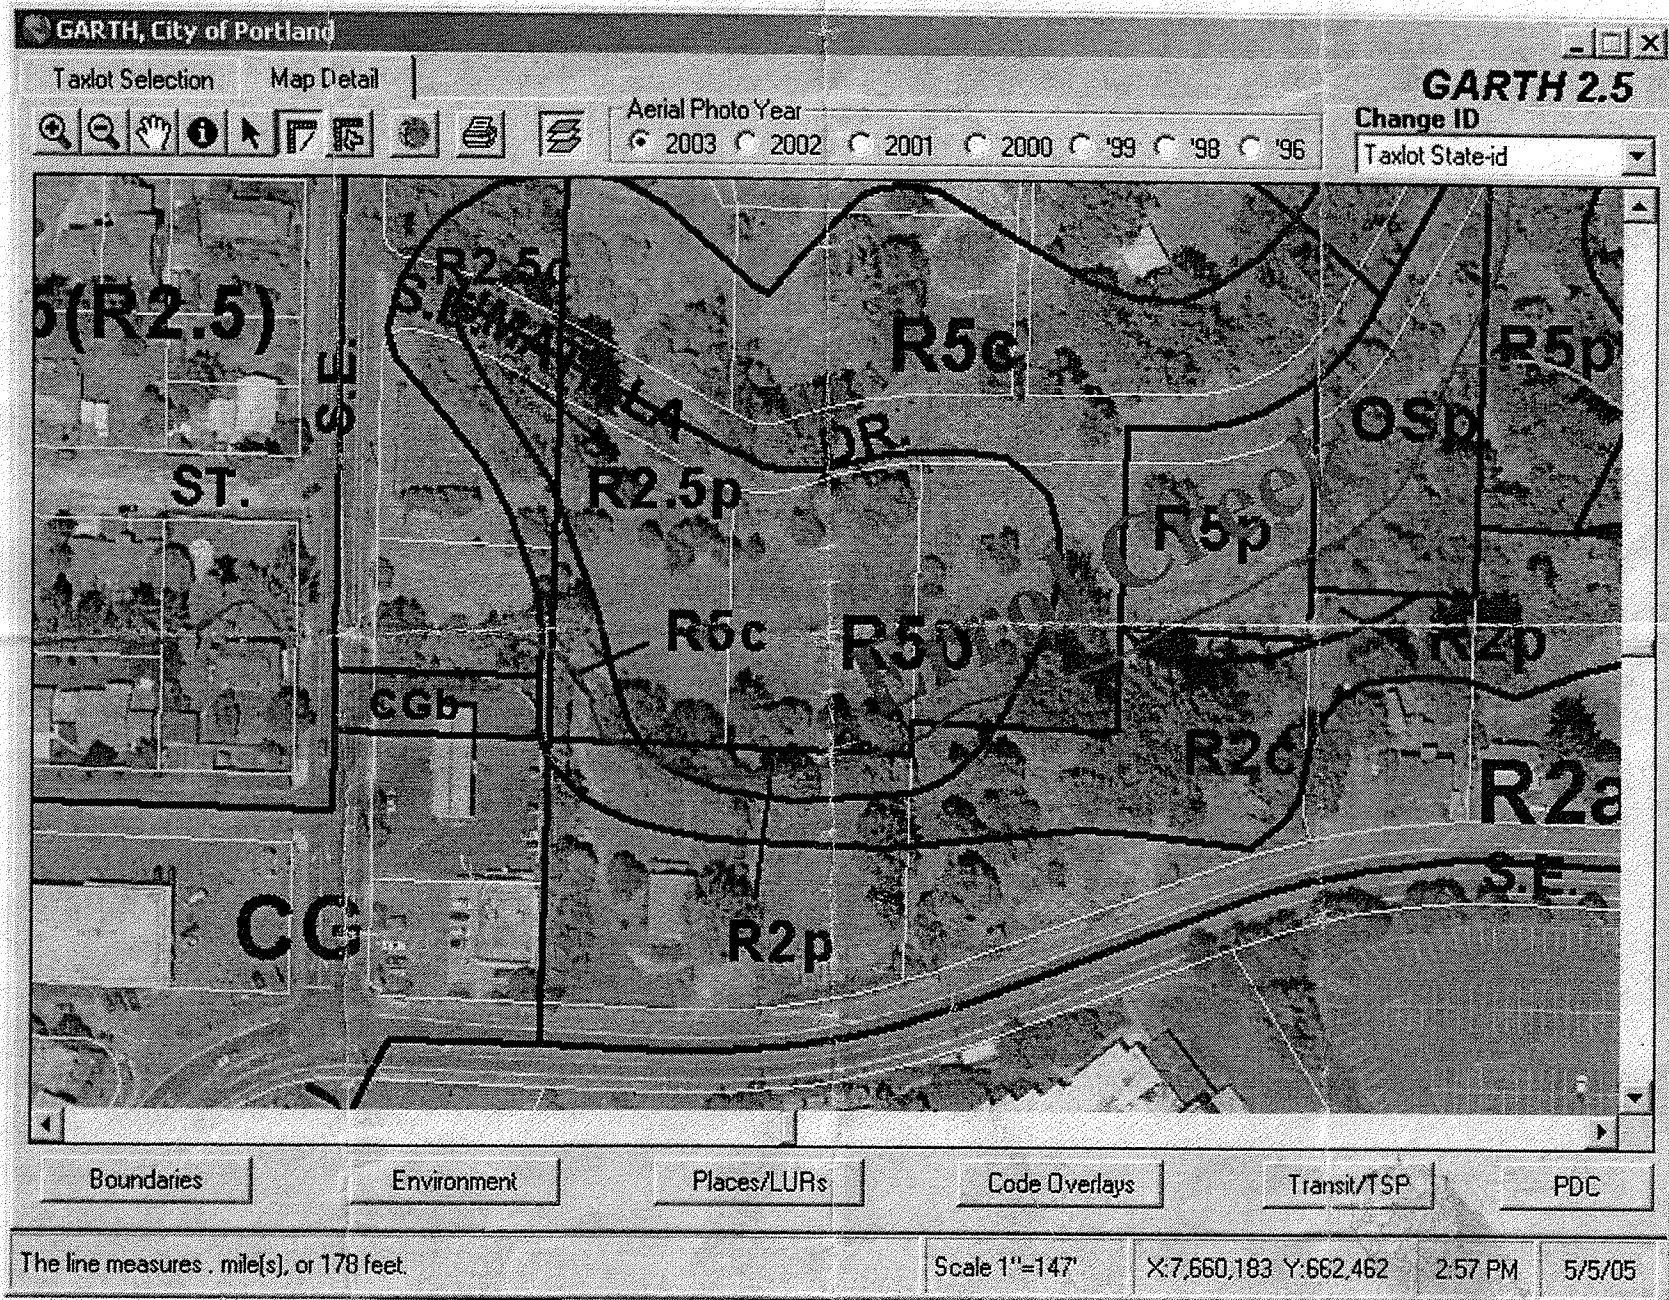 GARTH, City of Portland
Taxlot Selection
Map Detail
GARTH 2.5
Aerial Photo Year
2003
2002
2001
2000
'99
'98
'96
Change ID
Taxlot State-id
R2.5c
(R2.5)
S.E. UMATILLA DR.
R5c
R5p
S.E.
OSp
ST.
R2.5p
R5p
Creek
R5c
R5p
R2p
CGb
R2c
R2a
S.E.
CG
R2p
Boundaries
Environment
Places/LURs
Code Overlays
Transit/TSP
PDC
The line measures . mile(s), or 178 feet.
Scale 1"=147'
X:7,660,183 Y:662,462
2:57 PM
5/5/05